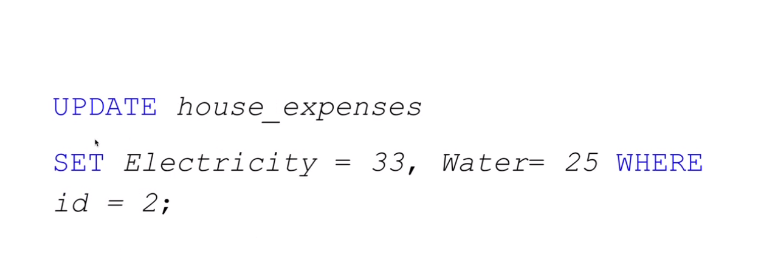 UPDATE house_expenses
SET Electricity = 33, Water= 25 WHERE
id = 2;